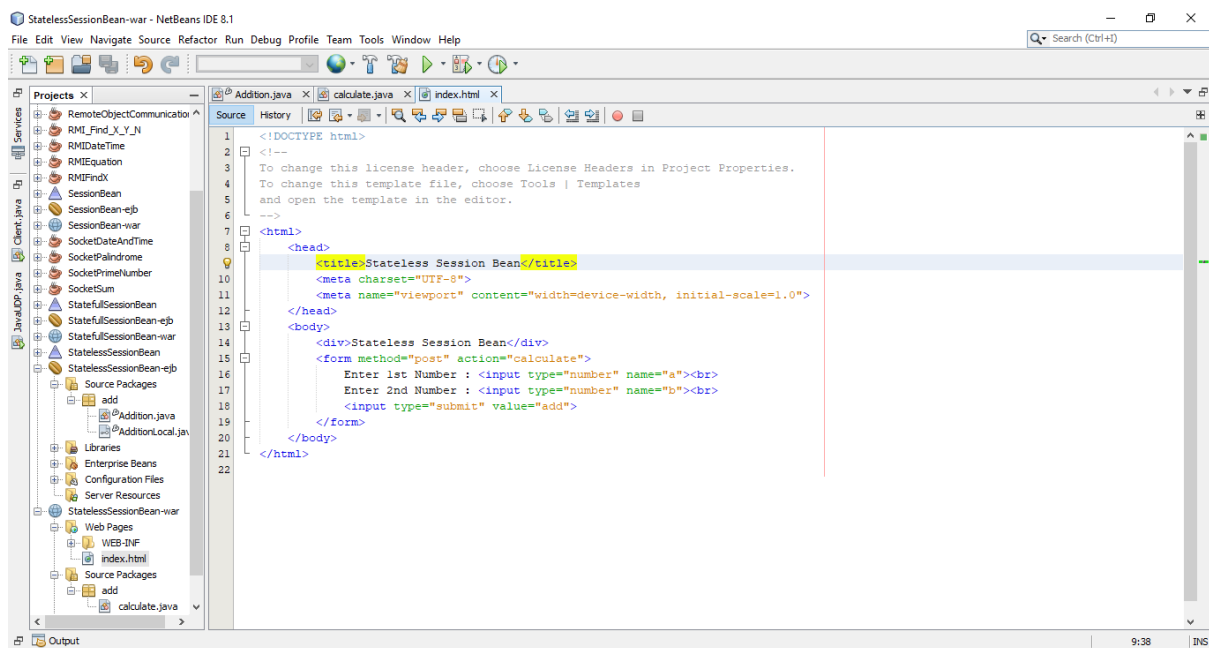 StatelessSessionBean-war - NetBeans IDE 8.1
File Edit View Navigate Source Refactor Run Debug Profile Team Tools Window Help
Search (Ctrl+I)
Projects
Addition.java
calculate.java
index.html
Services
Client.java
JavaUDP.java
RemoteObjectCommunication
RMI_Find_X_Y_N
RMIDateTime
RMIEquation
RMIFindX
SessionBean
SessionBean-ejb
SessionBean-war
SocketDateAndTime
SocketPalindrome
SocketPrimeNumber
SocketSum
StatefullSessionBean
StatefullSessionBean-ejb
StatefullSessionBean-war
StatelessSessionBean
StatelessSessionBean-ejb
Source Packages
add
Addition.java
AdditionLocal.jav
Libraries
Enterprise Beans
Configuration Files
Server Resources
StatelessSessionBean-war
Web Pages
WEB-INF
index.html
Source Packages
add
calculate.java
Source History
1 <!DOCTYPE html>
2 <!--
3 To change this license header, choose License Headers in Project Properties.
4 To change this template file, choose Tools | Templates
5 and open the template in the editor.
6 -->
7 <html>
8 <head>
<title>Stateless Session Bean</title>
10 <meta charset="UTF-8">
11 <meta name="viewport" content="width=device-width, initial-scale=1.0">
12 </head>
13 <body>
14 <div>Stateless Session Bean</div>
15 <form method="post" action="calculate">
16 Enter 1st Number : <input type="number" name="a"><br>
17 Enter 2nd Number : <input type="number" name="b"><br>
18 <input type="submit" value="add">
19 </form>
20 </body>
21 </html>
22
Output
9:38
INS